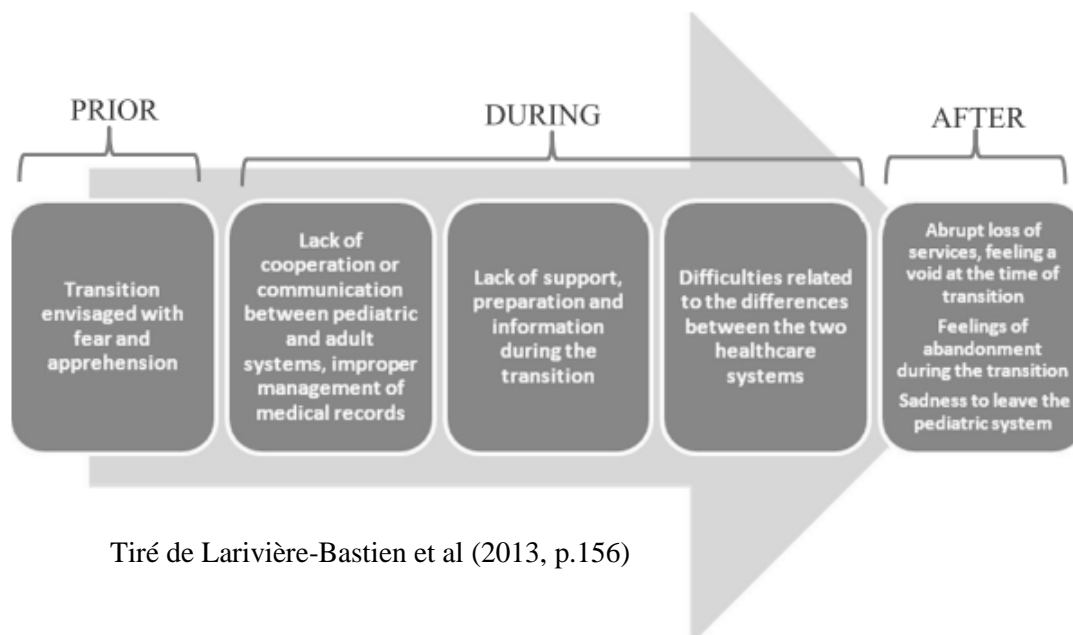 PRIOR
DURING
AFTER
Transition
envisaged with
fear and
apprehension
Lack of
cooperation or
communication
between pediatric
and adult
systems, improper
management of
medical records
Lack of support,
preparation and
information
during the
transition
Difficulties related
to the differences
between the two
healthcare
systems
Abrupt loss of
services, feeling a
void at the time of
transition
Feelings of
abandonment
during the transition
Sadness to leave the
pediatric system
Tiré de Larivière-Bastien et al (2013, p.156)